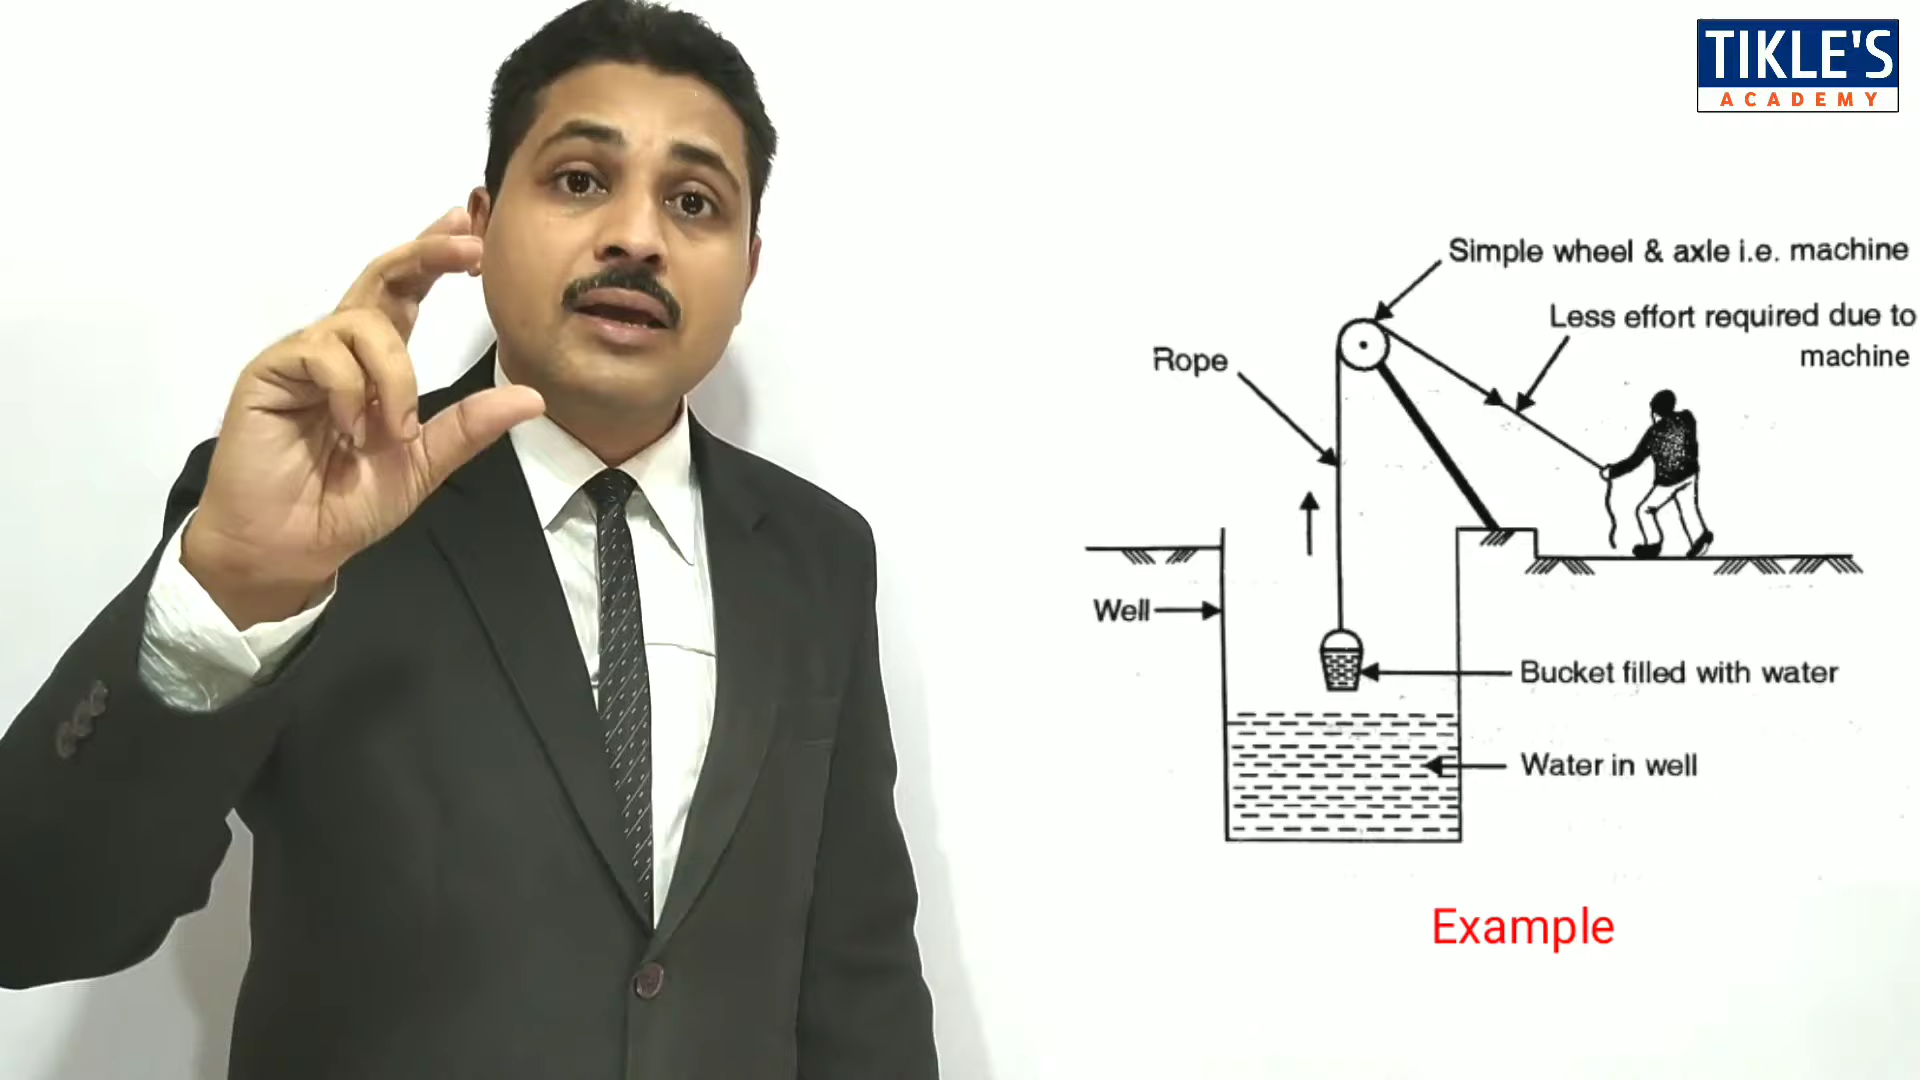 TIKLE'S
ACADEMY
Simple wheel & axle i.e. machine
Less effort required due to
machine
Rope
Well
Bucket filled with water
Water in well
Example